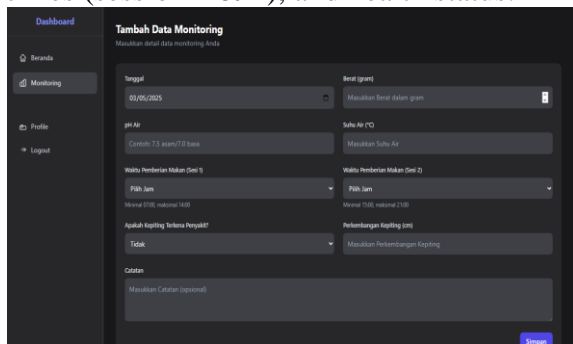 Dashboard
Beranda
Monitoring
Profile
Logout
Tambah Data Monitoring
Masukkan detail data monitoring Anda
Tanggal
Berat (gram)
03/05/2025
Masukkan Berat dalam gram
pH Air
Suhu Air (°C)
Contoh: 7.3 asam/7.0 basa
Masukkan Suhu Air
Waktu Pemberian Makan (Sesi 1)
Waktu Pemberian Makan (Sesi 2)
Pilih Jam
Pilih Jam
Minimal 07.00, maksimal 14.00
Minimal 15.00, maksimal 21.00
Apakah Kepiting Terkena Penyakit?
Perkembangan Kepiting (cm)
Tidak
Masukkan Perkembangan Kepiting
Catatan
Masukkan Catatan (opsional)
Simpan